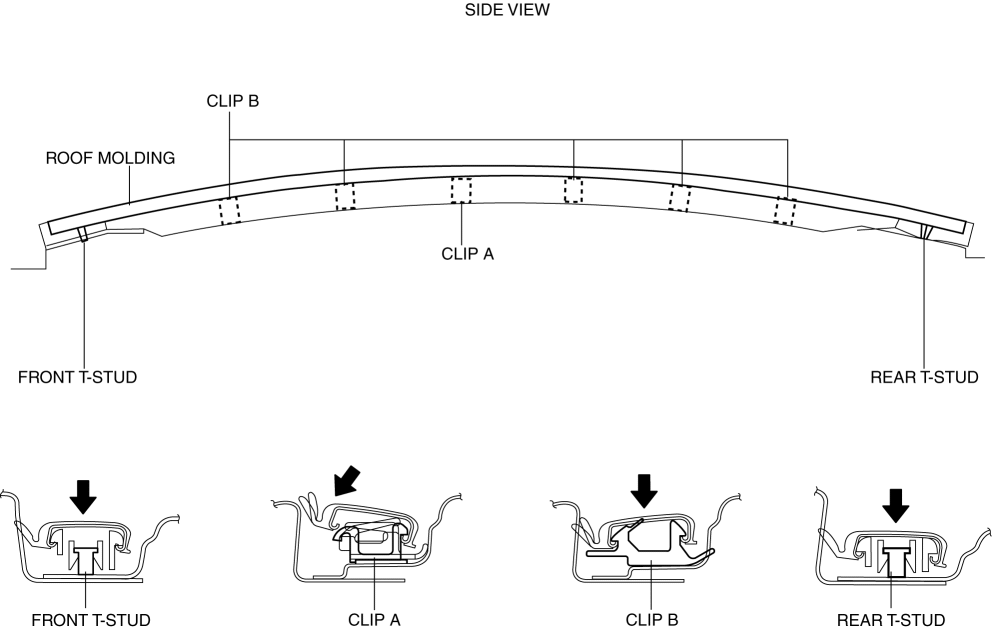 SIDE VIEW
CLIP B
ROOF MOLDING
CLIP A
FRONT T-STUD
REAR T-STUD
FRONT T-STUD
CLIP A
CLIP B
REAR T-STUD